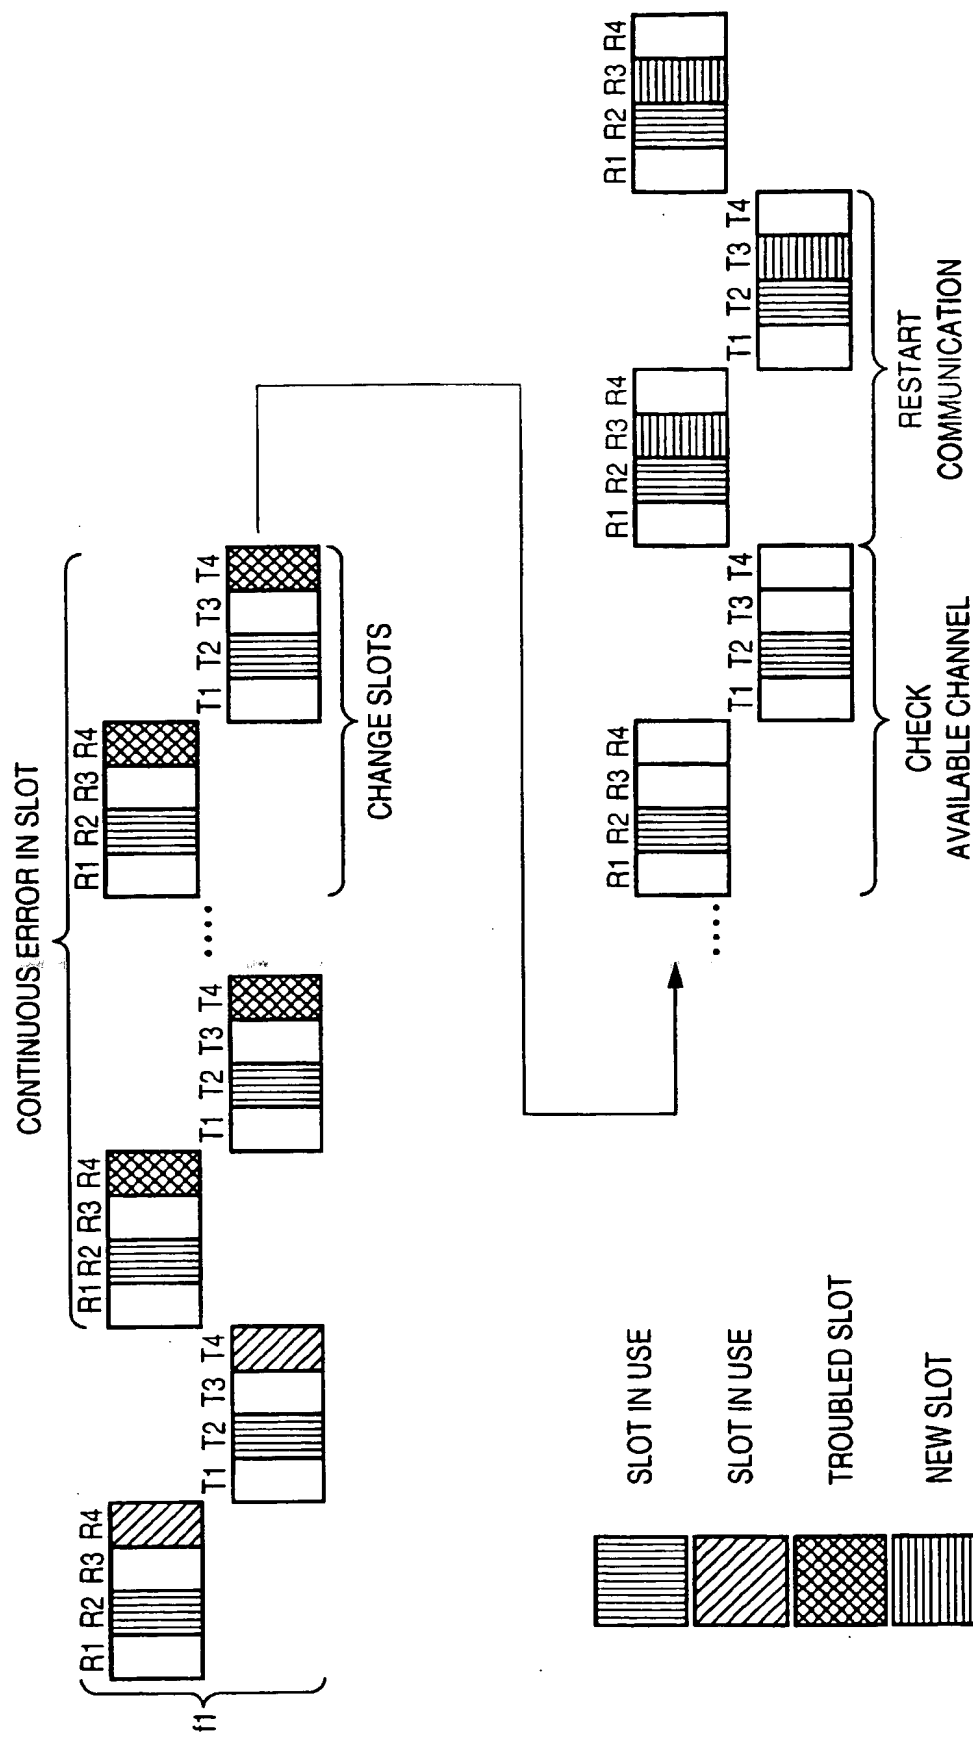 CONTINUOUS ERROR IN SLOT
R1 R2 R3 R4
R1 R2 R3 R4
R1 R2 R3 R4
f1
T1 T2 T3 T4
T1 T2 T3 T4
T1 T2 T3 T4
CHANGE SLOTS
R1 R2 R3 R4
R1 R2 R3 R4
R1 R2 R3 R4
T1 T2 T3 T4
T1 T2 T3 T4
CHECK
AVAILABLE CHANNEL
RESTART
COMMUNICATION
SLOT IN USE
SLOT IN USE
TROUBLED SLOT
NEW SLOT